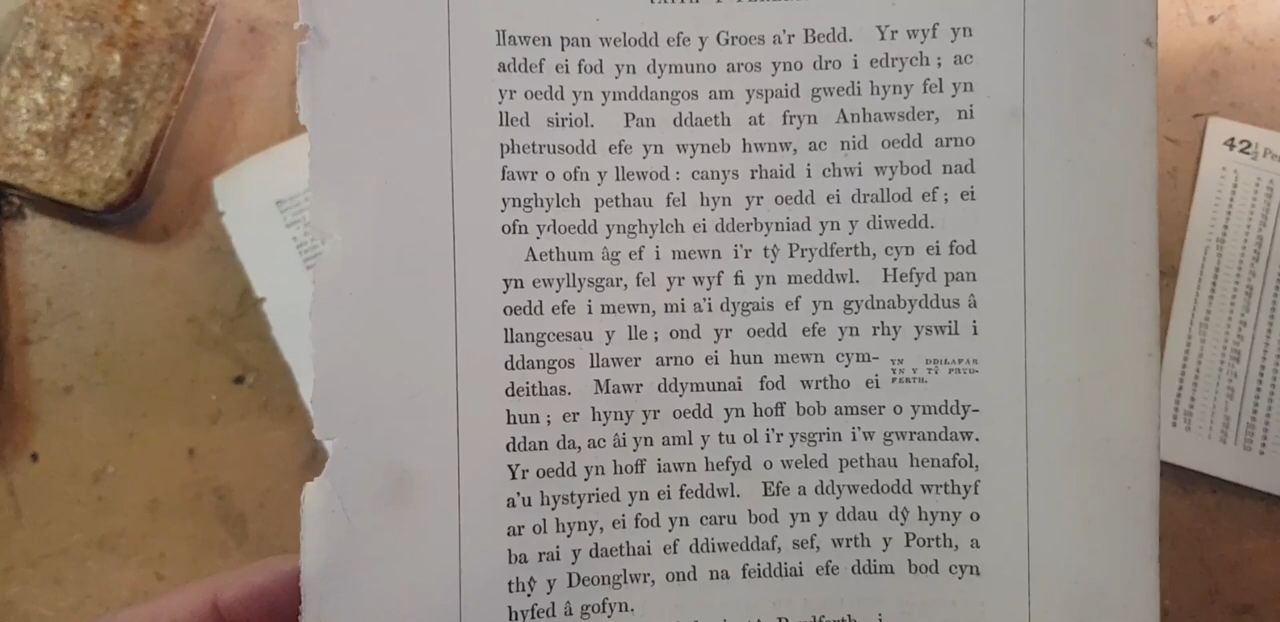 llawen pan welodd efe y Groes a'r Bedd. Yr wyf yn
addef ei fod yn dymuno aros yno dro i edrych ; ac
yr oedd yn ymddangos am yspaid gwedi hyny fel yn
lled siriol. Pan ddaeth at fryn Anhawsder, ni
phetrusodd efe yn wyneb hwnw, ac nid oedd arno
fawr o ofn y llewod : canys rhaid i chwi wybod nad
ynghylch pethau fel hyn yr oedd ei drallod ef ; ei
ofn ydoedd ynghylch ei dderbyniad yn y diwedd.
Aethum âg ef i mewn i'r tŷ Prydferth, cyn ei fod
yn ewyllysgar, fel yr wyf fi yn meddwl. Hefyd pan
oedd efe i mewn, mi a'i dygais ef yn gydnabyddus â
llangcesau y lle ; ond yr oedd efe yn rhy yswil i
ddangos llawer arno ei hun mewn cym-
deithas. Mawr ddymunai fod wrtho ei
YN DDILAFAR
YN Y TŶ PRYD-
FERTH.
hun ; er hyny yr oedd yn hoff bob amser o ymddy-
ddan da, ac âi yn aml y tu ol i'r ysgrin i'w gwrandaw.
Yr oedd yn hoff iawn hefyd o weled pethau henafol,
a'u hystyried yn ei feddwl. Efe a ddywedodd wrthyf
ar ol hyny, ei fod yn caru bod yn y ddau dŷ hyny o
ba rai y daethai ef ddiweddaf, sef, wrth y Porth, a
thŷ y Deonglwr, ond na feiddiai efe ddim bod cyn
hyfed â gofyn.
42½ Per